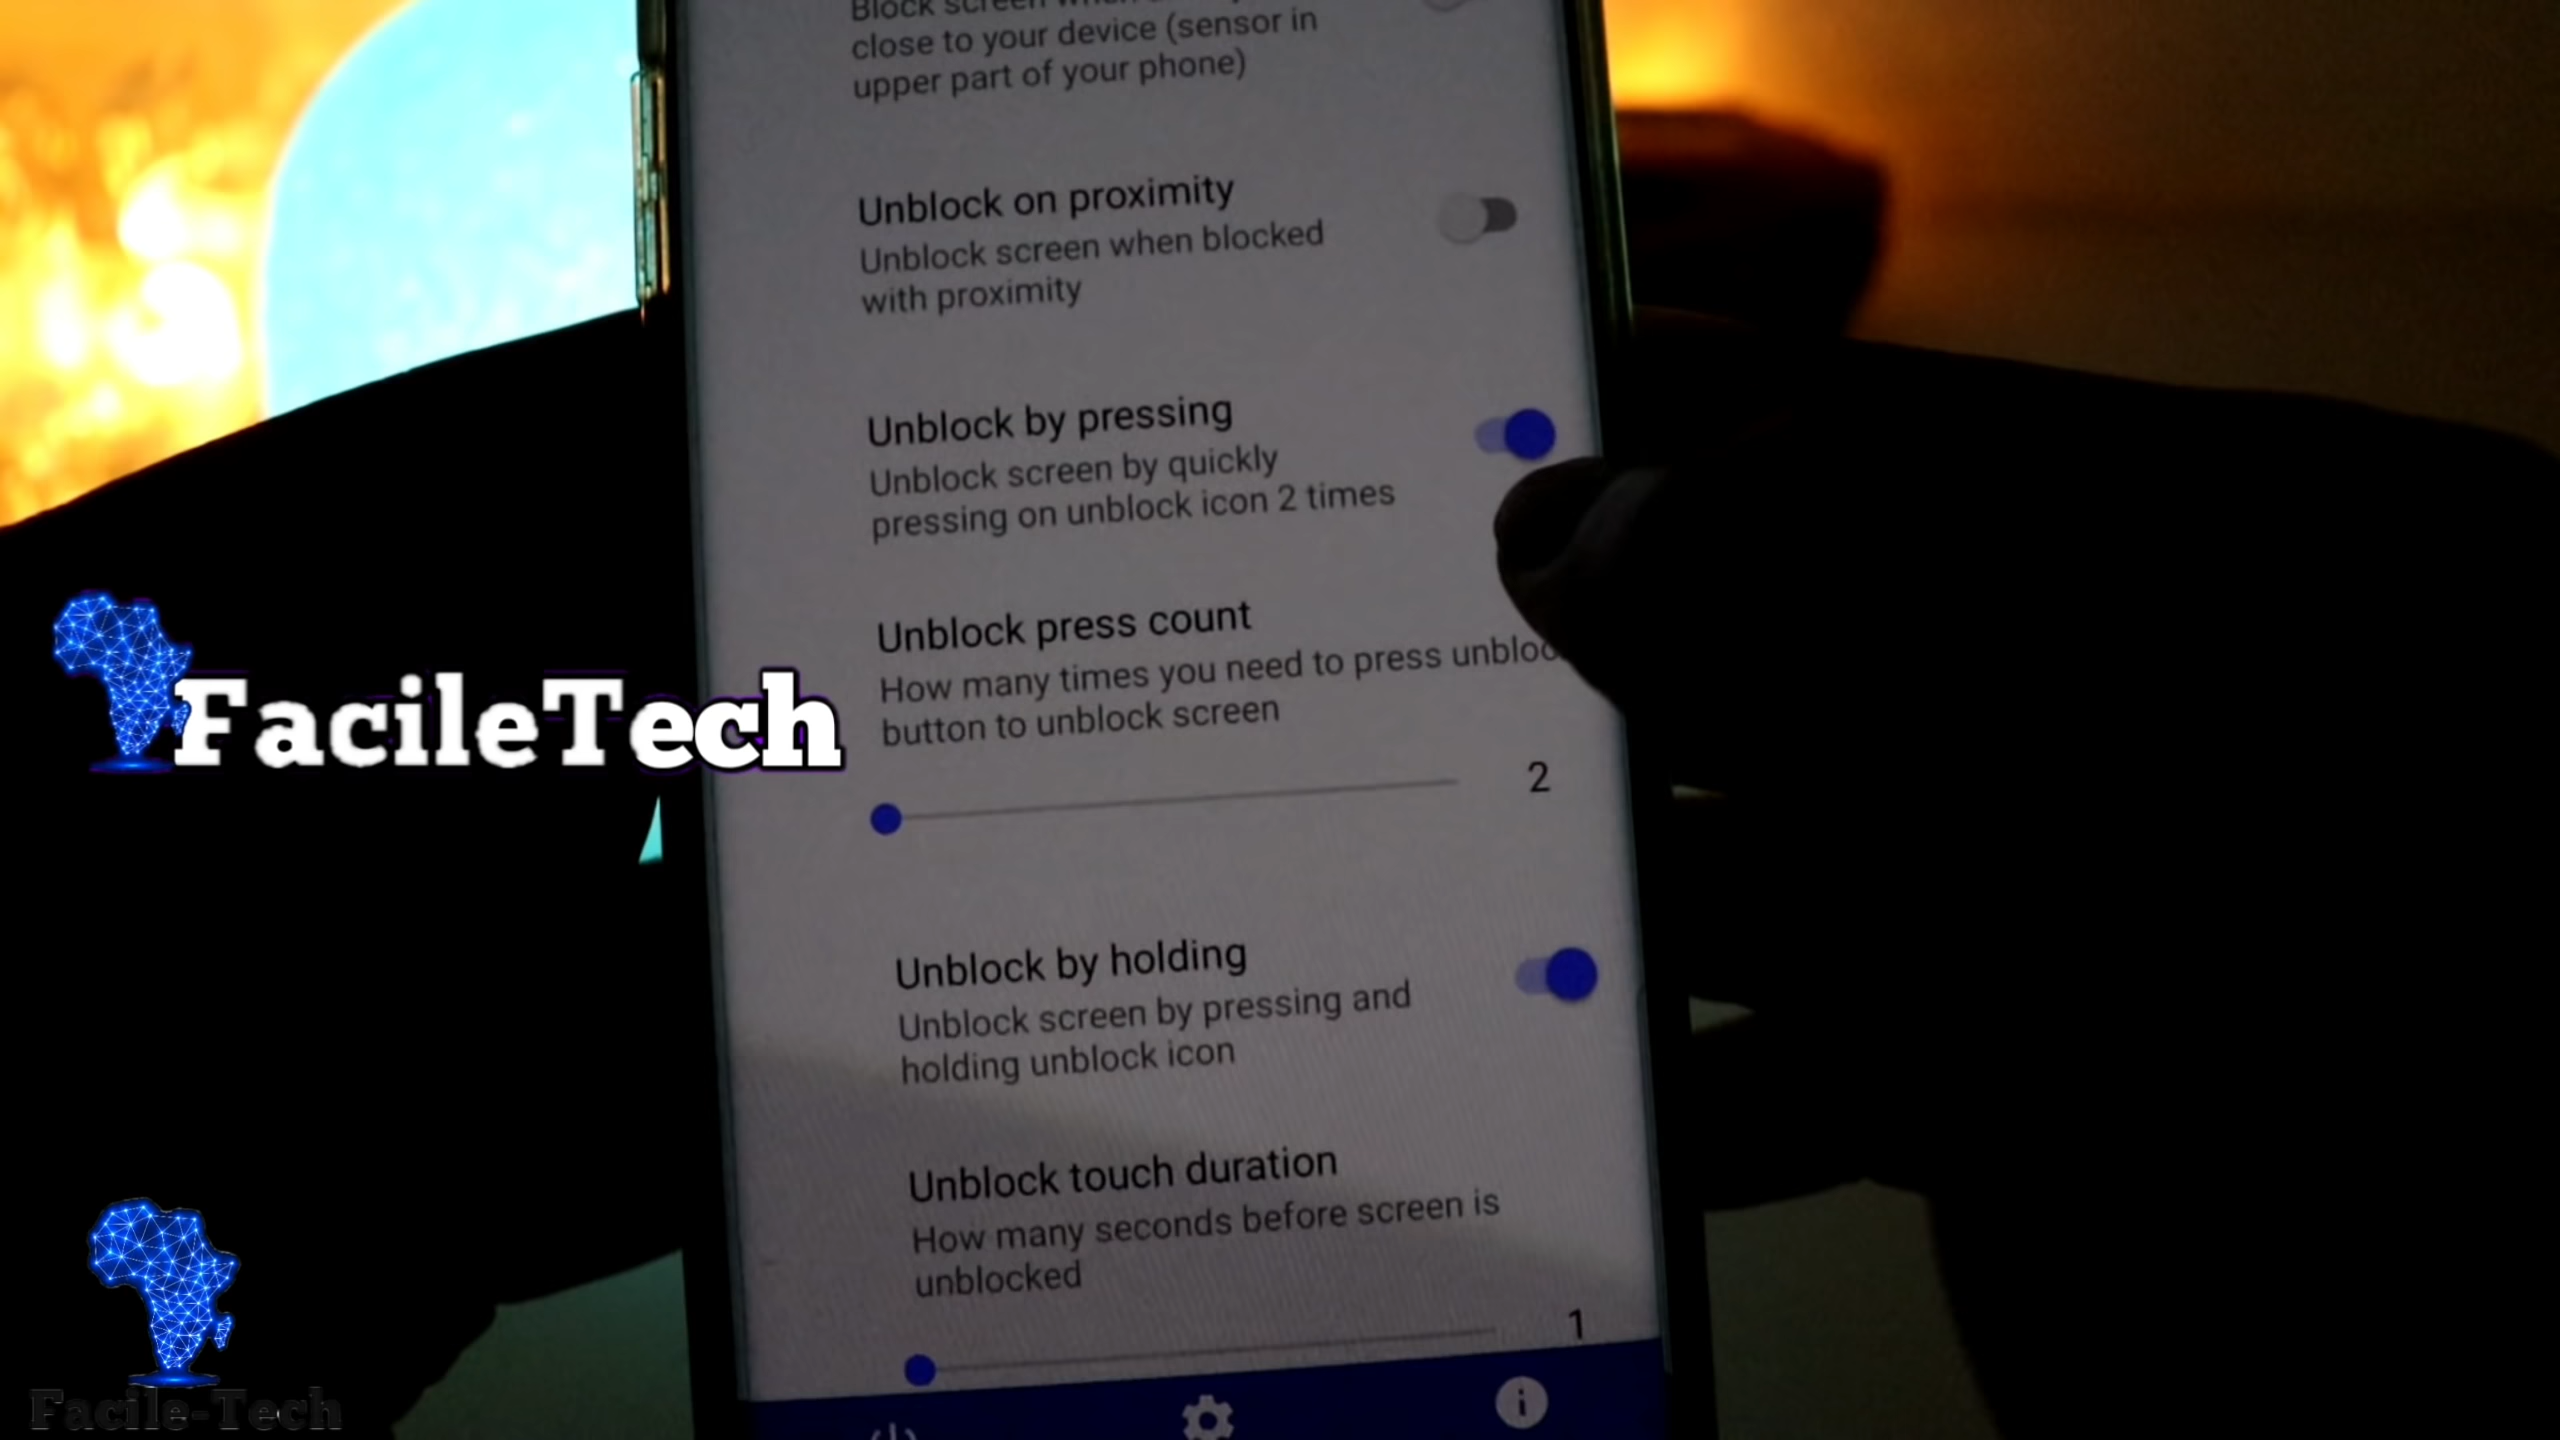 close to your device (sensor in
upper part of your phone)
Unblock on proximity
Unblock screen when blocked
with proximity
Unblock by pressing
Unblock screen by quickly
pressing on unblock icon 2 times
Unblock press count
How many times you need to press
button to unblock screen
2
Unblock by holding
Unblock screen by pressing and
holding unblock icon
Unblock touch duration
How many seconds before screen is
unblocked
1
FacileTech
Facile-Tech